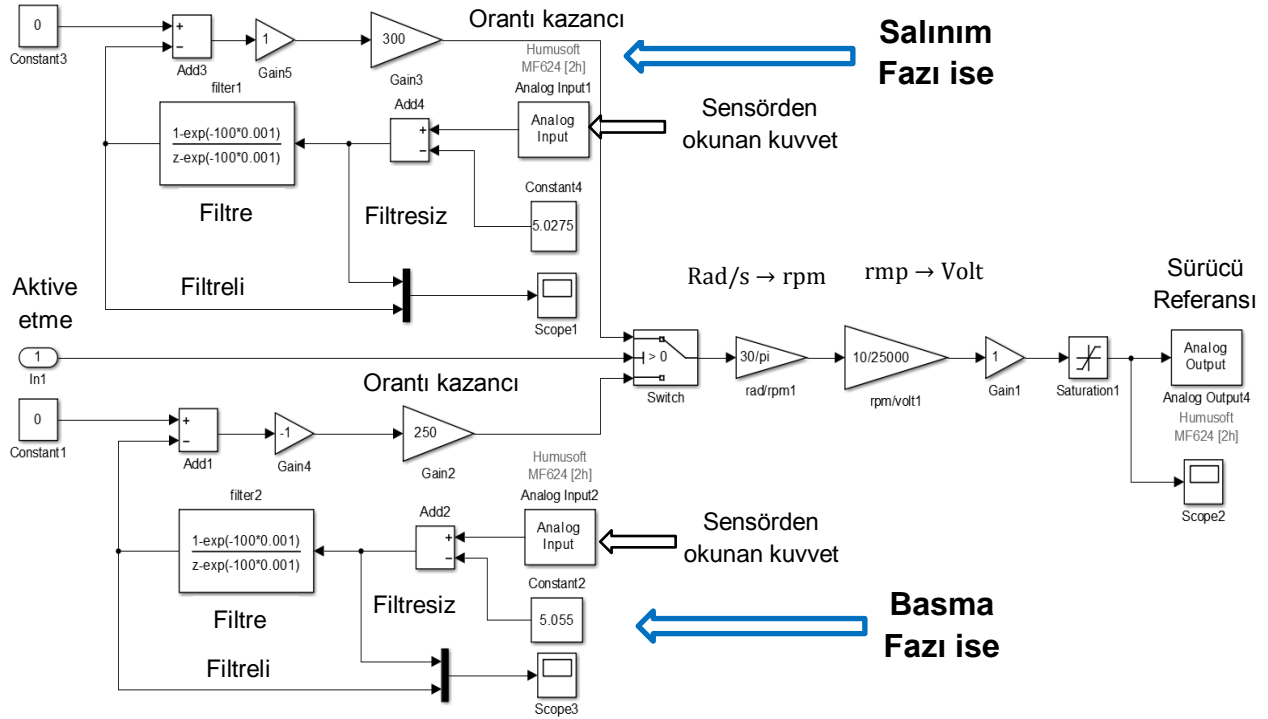 0
Constant3
+
−
Add3
1
Gain5
300
Gain3
Orantı kazancı
Humusoft
MF624 [2h]
Analog Input1
Analog
Input
Salınım
Fazı ise
Sensörden
okunan kuvvet
filter1
1-exp(-100*0.001)
z-exp(-100*0.001)
Filtre
Add4
+
−
Filtresiz
Constant4
5.0275
Filtreli
Scope1
Aktive
etme
1
In1
Rad/s → rpm
rmp → Volt
Sürücü
Referansı
> 0
Switch
30/pi
rad/rpm1
10/25000
rpm/volt1
1
Gain1
Saturation1
Analog
Output
Analog Output4
Humusoft
MF624 [2h]
Scope2
0
Constant1
+
−
Add1
-1
Gain4
Orantı kazancı
250
Gain2
Humusoft
MF624 [2h]
Analog Input2
Analog
Input
Sensörden
okunan kuvvet
filter2
1-exp(-100*0.001)
z-exp(-100*0.001)
Filtre
Add2
+
−
Filtresiz
Constant2
5.055
Basma
Fazı ise
Filtreli
Scope3